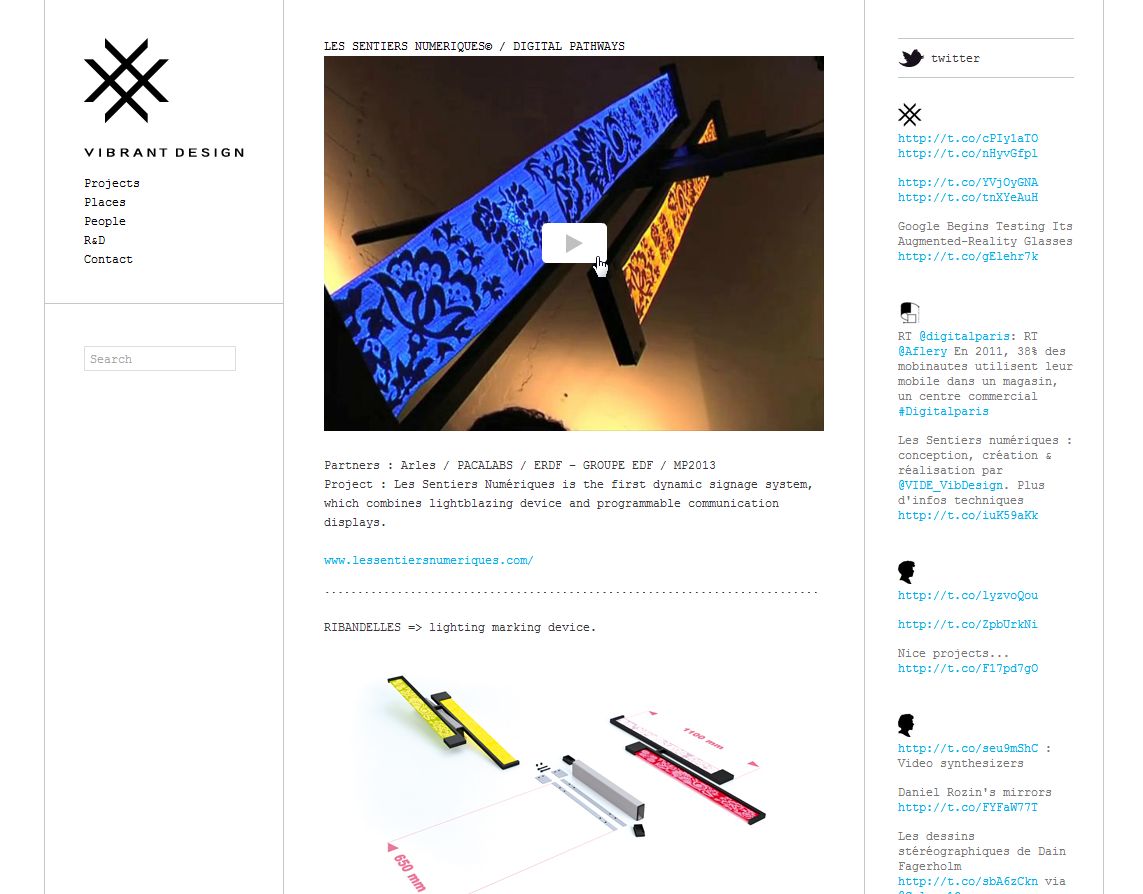 VIBRANT DESIGN
Projects
Places
People
R&D
Contact
Search
LES SENTIERS NUMERIQUES© / DIGITAL PATHWAYS
Partners : Arles / PACALABS / ERDF – GROUPE EDF / MP2013
Project : Les Sentiers Numériques is the first dynamic signage system,
which combines lightblazing device and programmable communication
displays.
www.lessentiersnumeriques.com/
RIBANDELLES => lighting marking device.
1100 mm
650 mm
twitter
http://t.co/cPIy1aTO
http://t.co/nHyvGfpl
http://t.co/YVjOyGNA
http://t.co/tnXYeAuH
Google Begins Testing Its
Augmented-Reality Glasses
http://t.co/gElehr7k
RT @digitalparis: RT
@Aflery En 2011, 38% des
mobinautes utilisent leur
mobile dans un magasin,
un centre commercial
#Digitalparis
Les Sentiers numériques :
conception, création &
réalisation par
@VIDE_VibDesign. Plus
d'infos techniques
http://t.co/iuK59aKk
http://t.co/lyzvoQou
http://t.co/ZpbUrkNi
Nice projects...
http://t.co/F17pd7gO
http://t.co/seu9mShC :
Video synthesizers
Daniel Rozin's mirrors
http://t.co/FYFaW77T
Les dessins
stéréographiques de Dain
Fagerholm
http://t.co/sbA6zCkn via